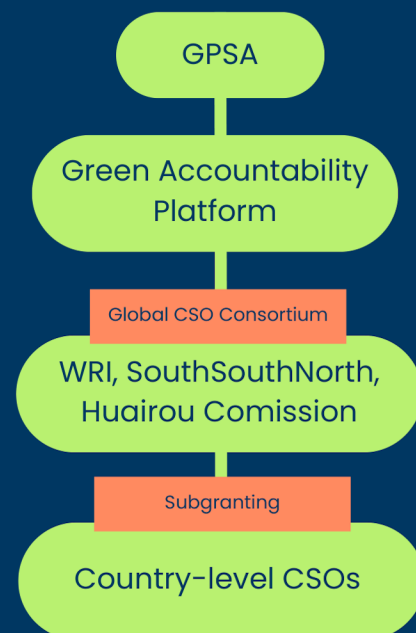 GPSA
Green Accountability
Platform
Global CSO Consortium
WRI, SouthSouthNorth,
Huairou Comission
Subgranting
Country-level CSOs